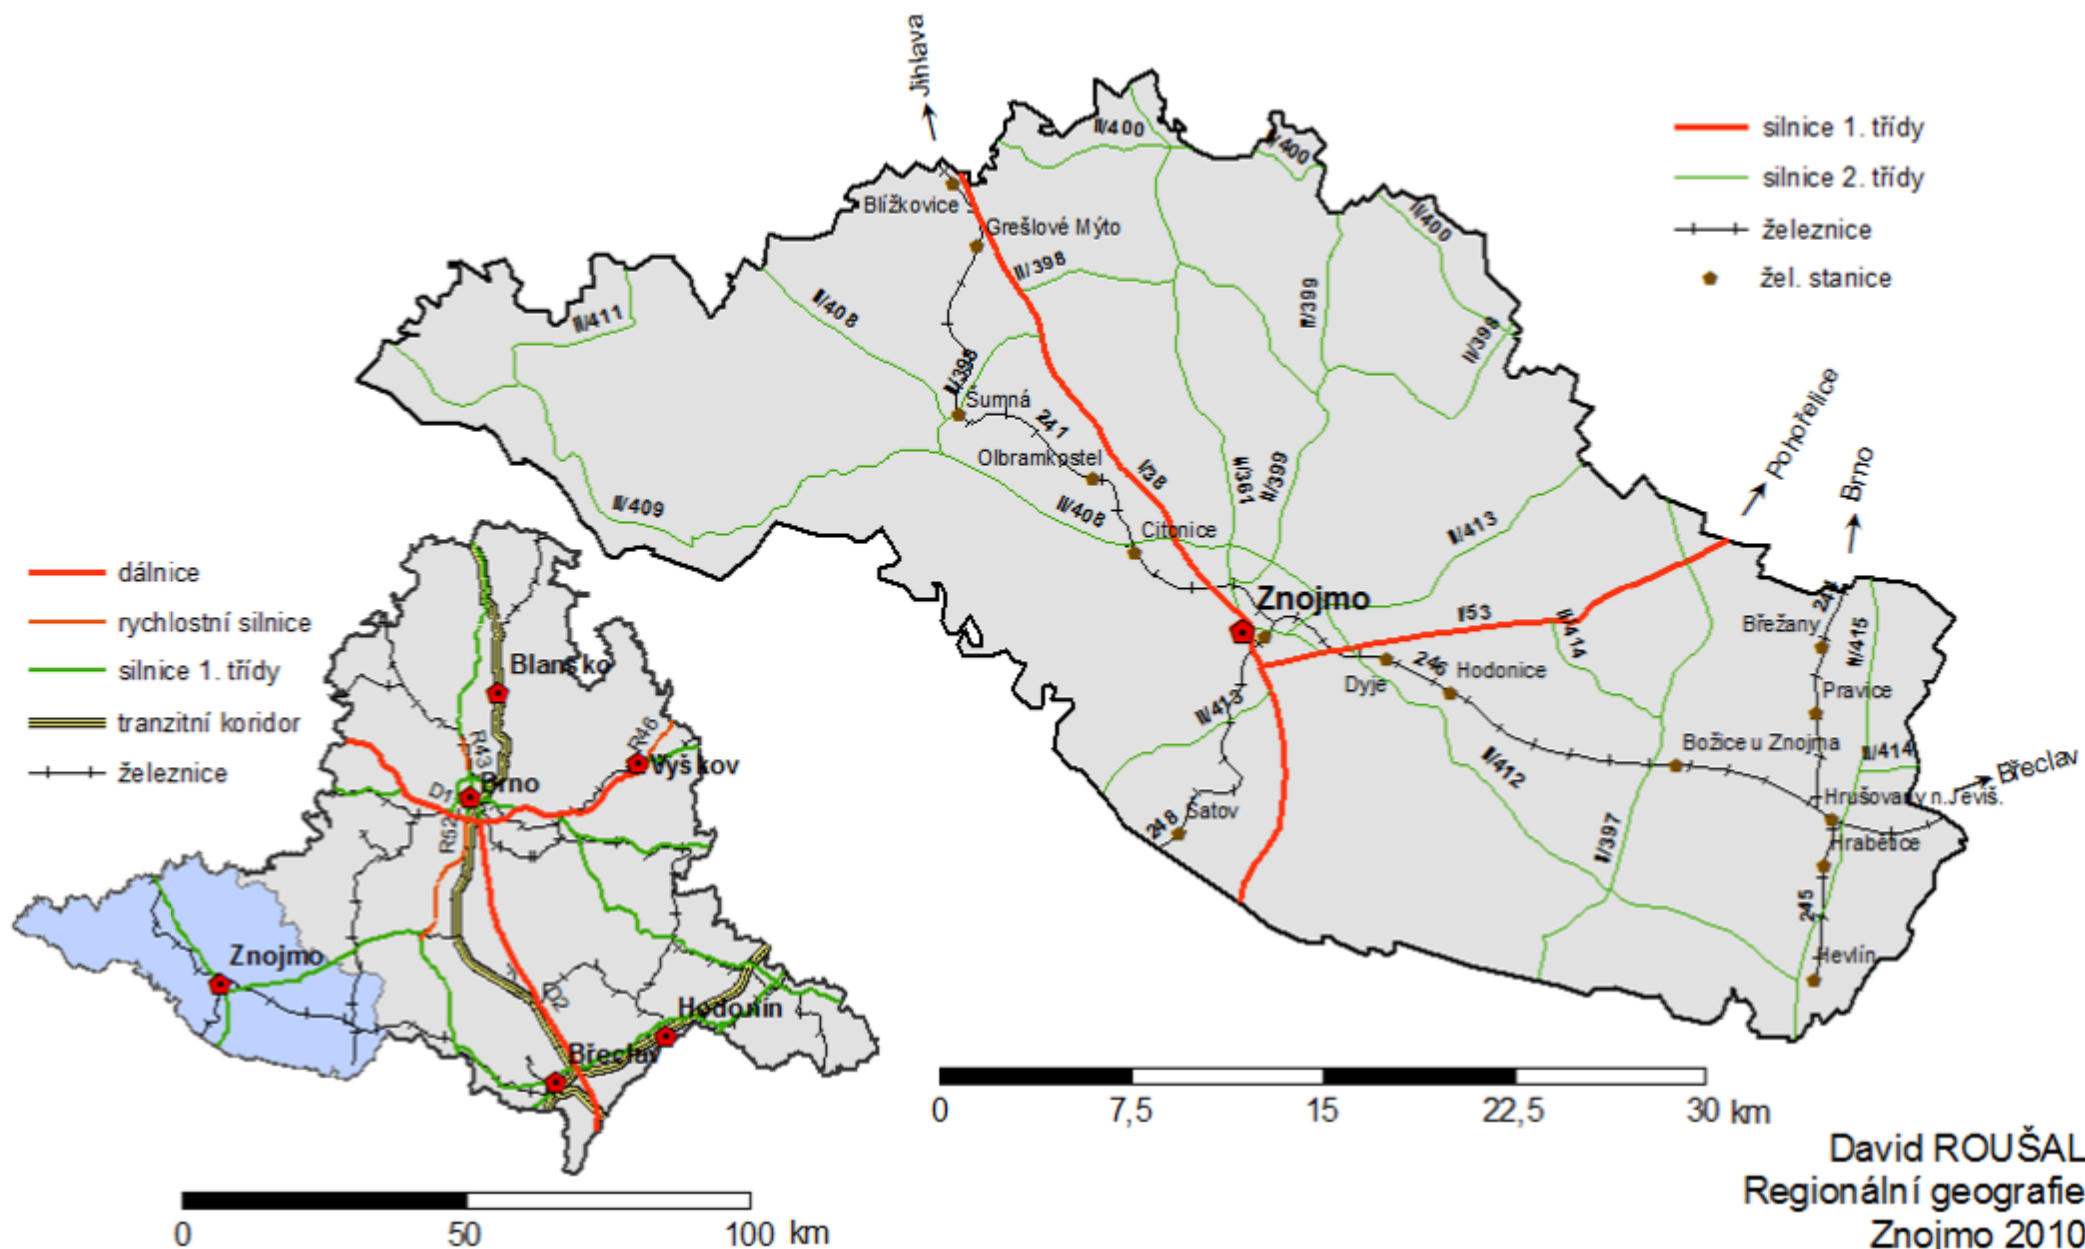 Jihlava
II/400
II/400
II/400
silnice 1. třídy
silnice 2. třídy
železnice
žel. stanice
Blížkovice
Grešlové Mýto
II/398
II/399
II/398
II/411
II/408
II/398
Šumná
241
Olbramkostel
I/38
II/361
II/399
II/408
Citonice
II/409
II/413
Pohořelice
Brno
Znojmo
I/53
II/414
Břežany
II/415
246
Hodonice
Dyje
Pravice
II/413
Božice u Znojma
II/414
Břeclav
II/412
Hrušovany n.Jeviš.
Šatov
248
II/397
Hrabětice
245
Hevlín
dálnice
rychlostní silnice
silnice 1. třídy
tranzitní koridor
železnice
Blansko
R43
R46
Vyškov
Brno
D1
R52
Znojmo
D2
Hodonín
Břeclav
0 7,5 15 22,5 30 km
0 50 100 km
David ROUŠAL
Regionální geografie
Znojmo 2010